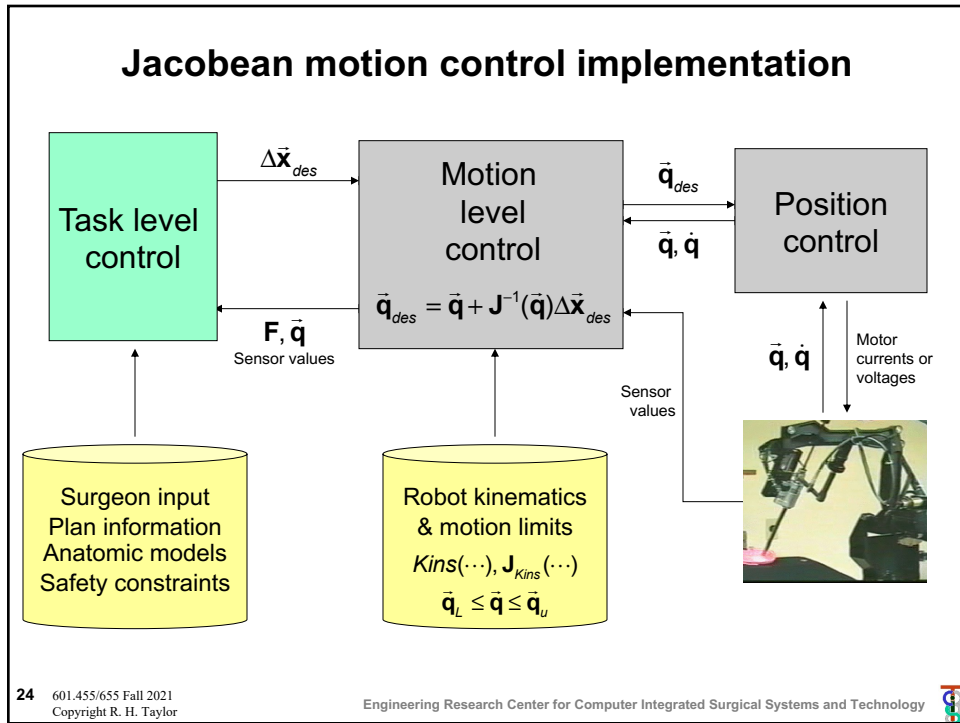 Jacobean motion control implementation
Task level
control
Δx⃗ des
F, q⃗
Sensor values
Motion
level
control
q⃗des = q⃗ + J⁻¹(q⃗)Δx⃗des
q⃗des
q⃗, q̇
Position
control
q⃗, q̇
Motor
currents or
voltages
Sensor
values
Surgeon input
Plan information
Anatomic models
Safety constraints
Robot kinematics
& motion limits
Kins(⋯), J_Kins(⋯)
q⃗_L ≤ q⃗ ≤ q⃗_u
24 601.455/655 Fall 2021
Copyright R. H. Taylor
Engineering Research Center for Computer Integrated Surgical Systems and Technology